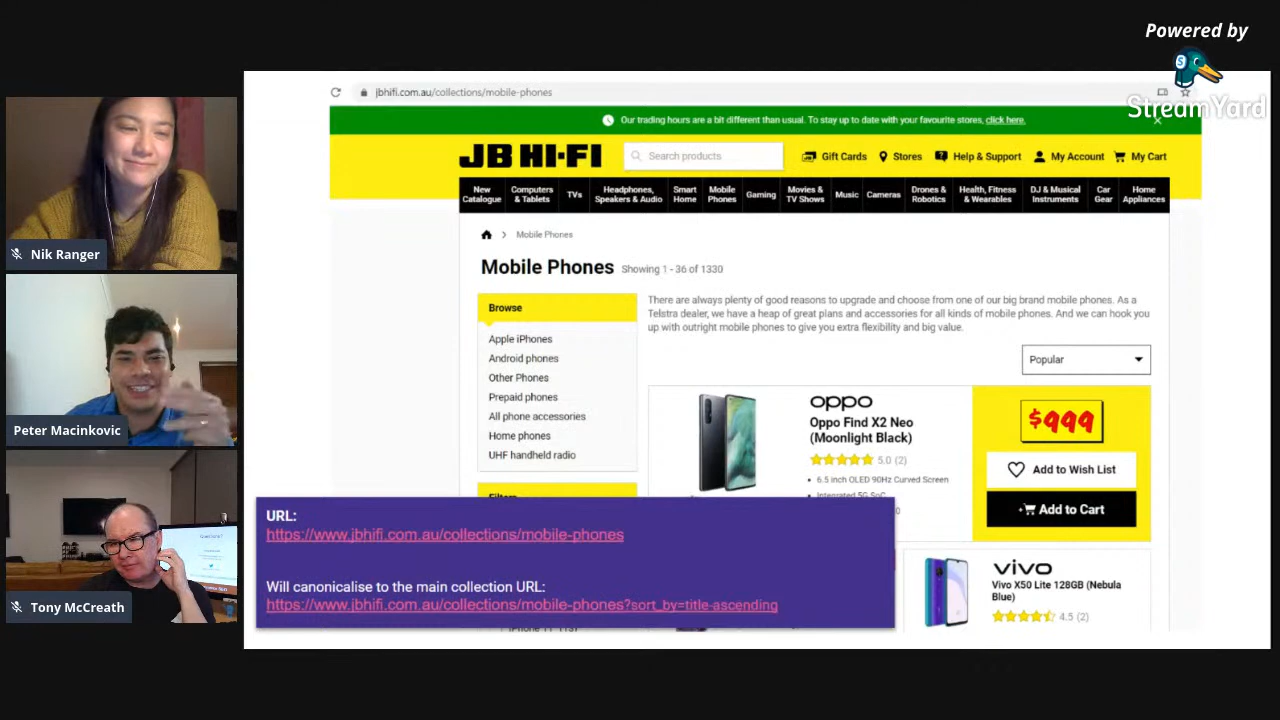 Powered by
StreamYard
jbhifi.com.au/collections/mobile-phones
Our trading hours are a bit different than usual. To stay up to date with your favourite stores, click here.
JB HI-FI
Search products
Gift Cards
Stores
Help & Support
My Account
My Cart
New Catalogue
Computers & Tablets
TVs
Headphones, Speakers & Audio
Smart Home
Mobile Phones
Gaming
Movies & TV Shows
Music
Cameras
Drones & Robotics
Health, Fitness & Wearables
DJ & Musical Instruments
Car Gear
Home Appliances
Mobile Phones
Mobile Phones
Showing 1 - 36 of 1330
Browse
Apple iPhones
Android phones
Other Phones
Prepaid phones
All phone accessories
Home phones
UHF handheld radio
Filters
There are always plenty of good reasons to upgrade and choose from one of our big brand mobile phones. As a
Telstra dealer, we have a heap of great plans and accessories for all kinds of mobile phones. And we can hook you
up with outright mobile phones to give you extra flexibility and big value.
Popular
oppo
Oppo Find X2 Neo
(Moonlight Black)
5.0 (2)
6.5 inch OLED 90Hz Curved Screen
Integrated 5G SoC
$999
Add to Wish List
Add to Cart
vivo
Vivo X50 Lite 128GB (Nebula
Blue)
4.5 (2)
URL:
https://www.jbhifi.com.au/collections/mobile-phones
Will canonicalise to the main collection URL:
https://www.jbhifi.com.au/collections/mobile-phones?sort_by=title-ascending
Nik Ranger
Peter Macinkovic
Tony McCreath